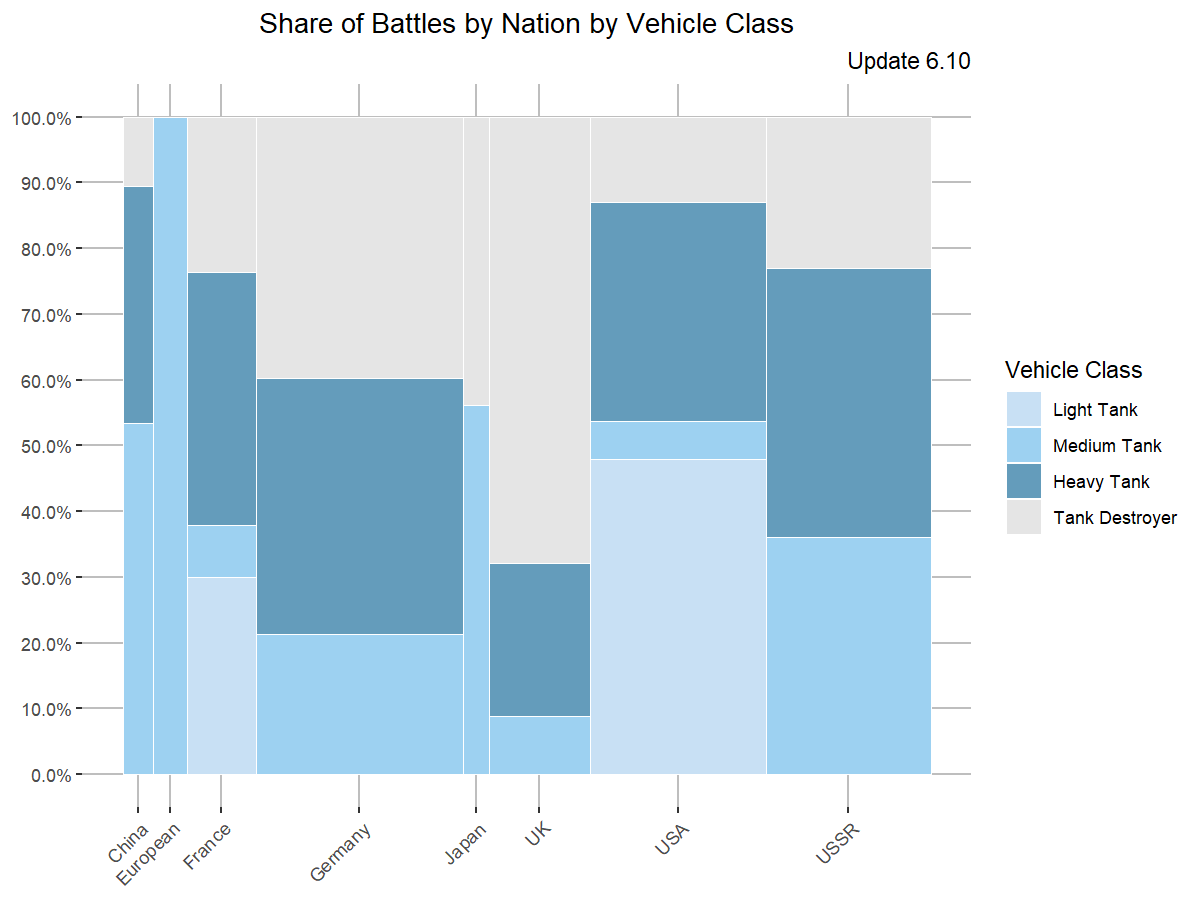 Share of Battles by Nation by Vehicle Class
Update 6.10
100.0%
90.0%
80.0%
70.0%
60.0%
50.0%
40.0%
30.0%
20.0%
10.0%
0.0%
China
European
France
Germany
Japan
UK
USA
USSR
Vehicle Class
Light Tank
Medium Tank
Heavy Tank
Tank Destroyer